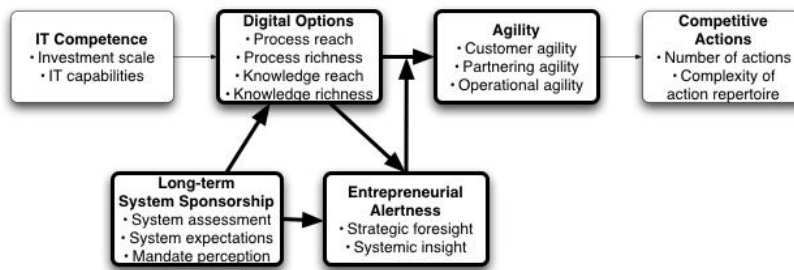 IT Competence
• Investment scale
• IT capabilities
Digital Options
• Process reach
• Process richness
• Knowledge reach
• Knowledge richness
Agility
• Customer agility
• Partnering agility
• Operational agility
Competitive
Actions
• Number of actions
• Complexity of
action repertoire
Long-term
System Sponsorship
• System assessment
• System expectations
• Mandate perception
Entrepreneurial
Alertness
• Strategic foresight
• Systemic insight